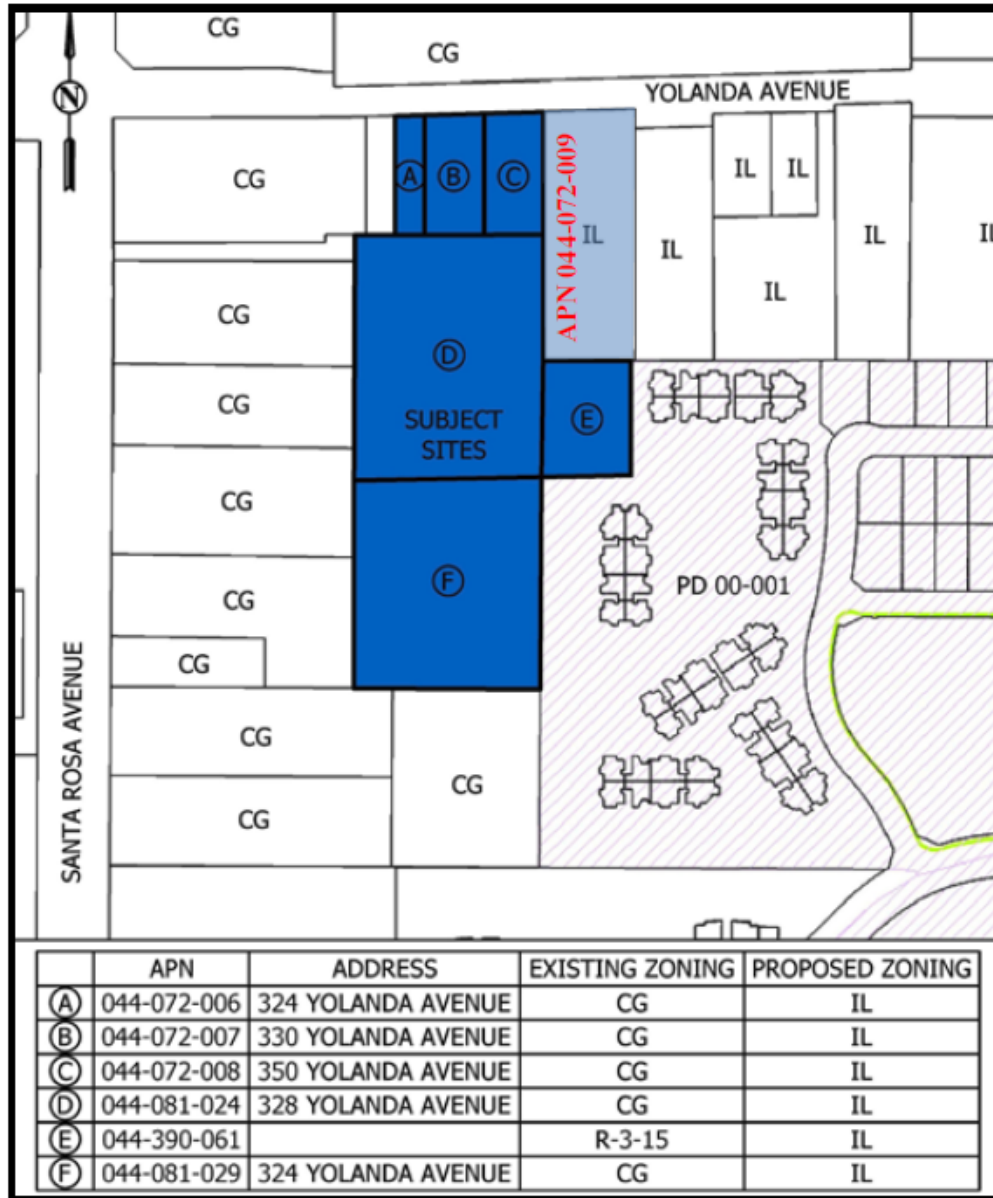 CG
CG
N
YOLANDA AVENUE
CG
A
B
C
APN 044-072-009
IL
IL
IL
IL
IL
IL
IL
CG
D
CG
SUBJECT
SITES
E
CG
F
PD 00-001
CG
CG
CG
CG
CG
SANTA ROSA AVENUE
APN ADDRESS EXISTING ZONING PROPOSED ZONING
A 044-072-006 324 YOLANDA AVENUE CG IL
B 044-072-007 330 YOLANDA AVENUE CG IL
C 044-072-008 350 YOLANDA AVENUE CG IL
D 044-081-024 328 YOLANDA AVENUE CG IL
E 044-390-061 R-3-15 IL
F 044-081-029 324 YOLANDA AVENUE CG IL